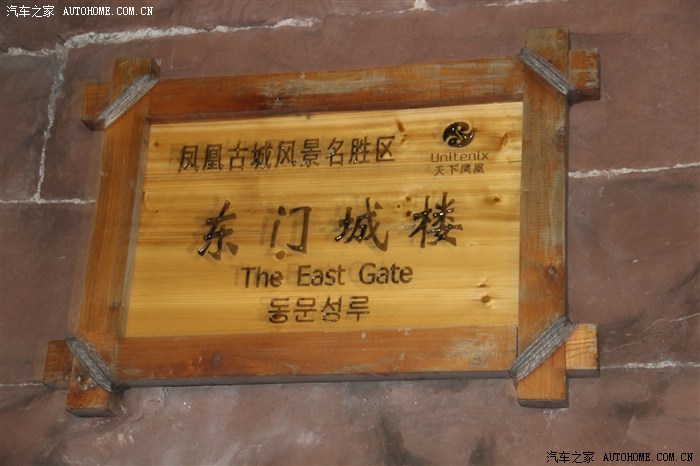 汽车之家 AUTOHOME.COM.CN
凤凰古城风景名胜区
Unitenix
天下凤凰
东门城楼
The East Gate
동문성루
汽车之家 AUTOHOME.COM.CN